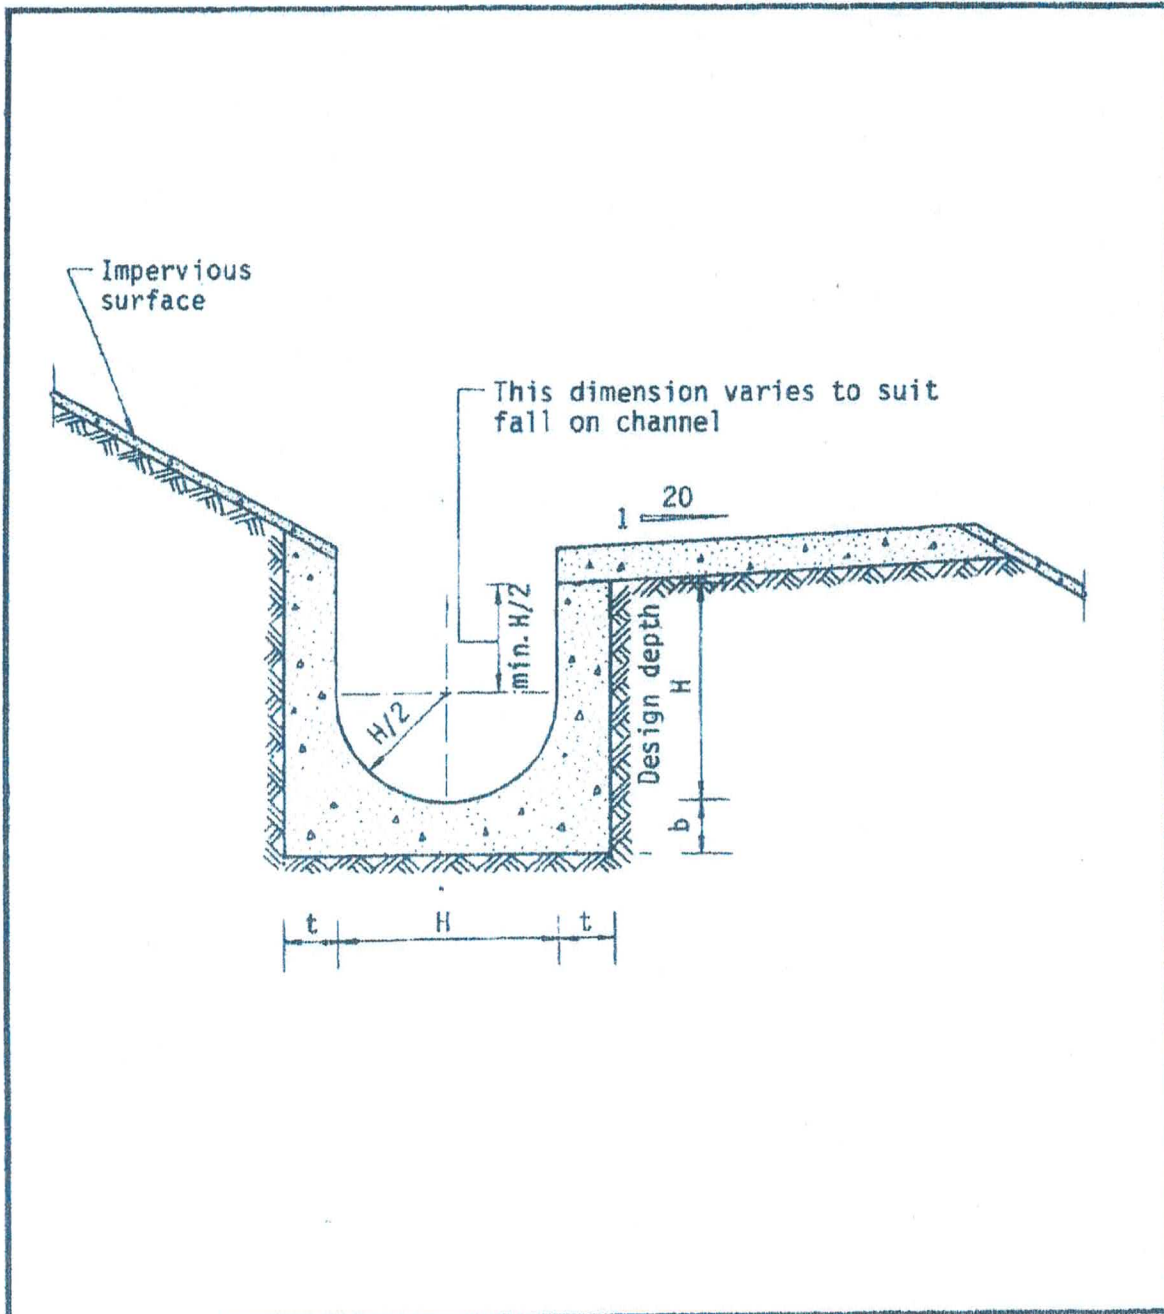 Impervious
surface
This dimension varies to suit
fall on channel
20
1
min. H/2
H/2
Design depth
H
b
t
H
t